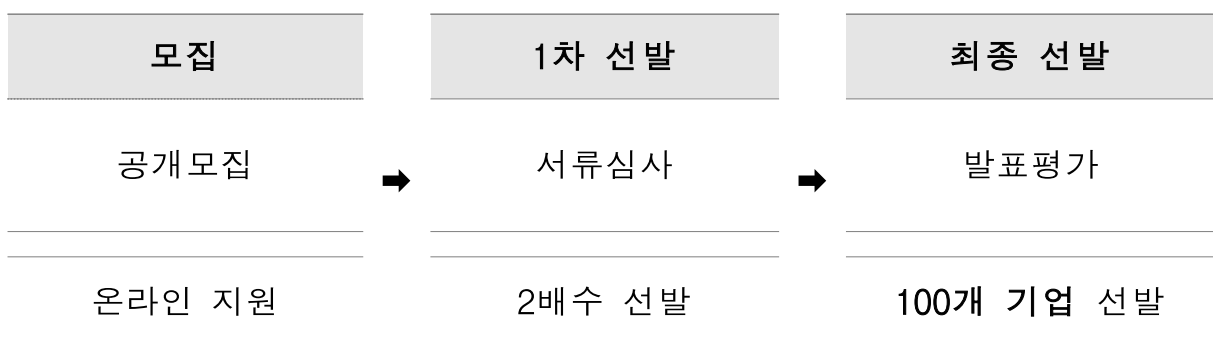 모집 1차 선발 최종 선발
공개모집 ➡ 서류심사 ➡ 발표평가
온라인 지원 2배수 선발 100개 기업 선발